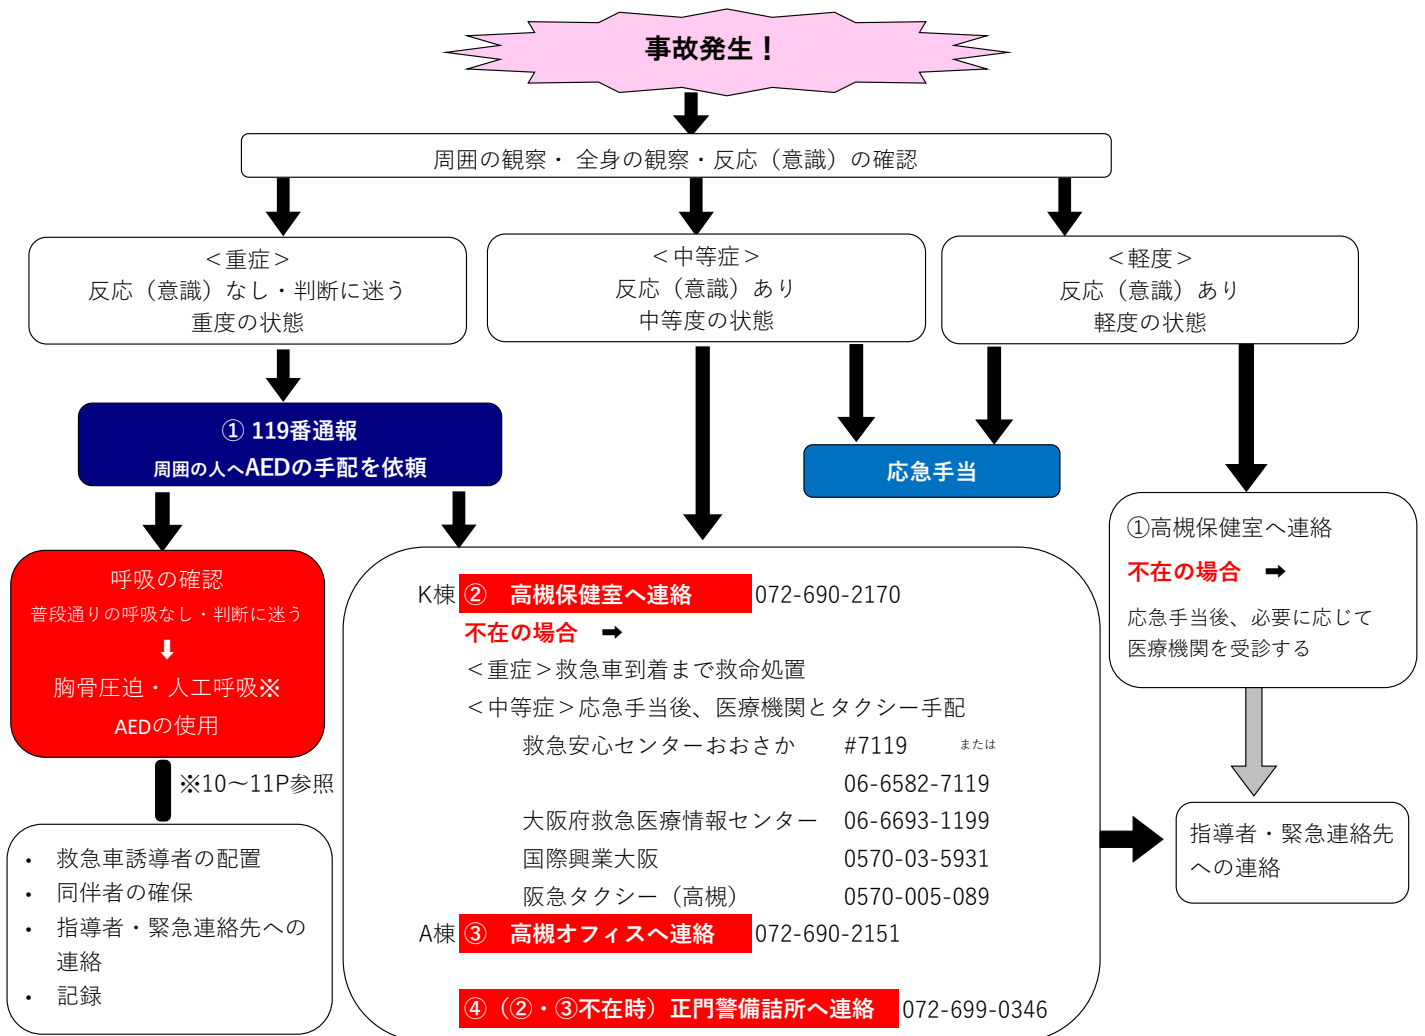 事故発生！
周囲の観察・ 全身の観察・反応（意識）の確認
＜重症＞
反応（意識）なし・判断に迷う
重度の状態
＜中等症＞
反応（意識）あり
中等度の状態
＜軽度＞
反応（意識）あり
軽度の状態
① 119番通報
周囲の人へAEDの手配を依頼
応急手当
呼吸の確認
普段通りの呼吸なし・判断に迷う
⬇
胸骨圧迫・人工呼吸※
AEDの使用
※10～11P参照
・ 救急車誘導者の配置
・ 同伴者の確保
・ 指導者・緊急連絡先への
連絡
・ 記録
K棟 ② 高槻保健室へ連絡 072-690-2170
不在の場合 ➡
＜重症＞救急車到着まで救命処置
＜中等症＞応急手当後、医療機関とタクシー手配
救急安心センターおおさか #7119 または
06-6582-7119
大阪府救急医療情報センター 06-6693-1199
国際興業大阪 0570-03-5931
阪急タクシー（高槻） 0570-005-089
A棟 ③ 高槻オフィスへ連絡 072-690-2151
④（②・③不在時）正門警備詰所へ連絡 072-699-0346
①高槻保健室へ連絡
不在の場合 ➡
応急手当後、必要に応じて
医療機関を受診する
指導者・緊急連絡先
への連絡